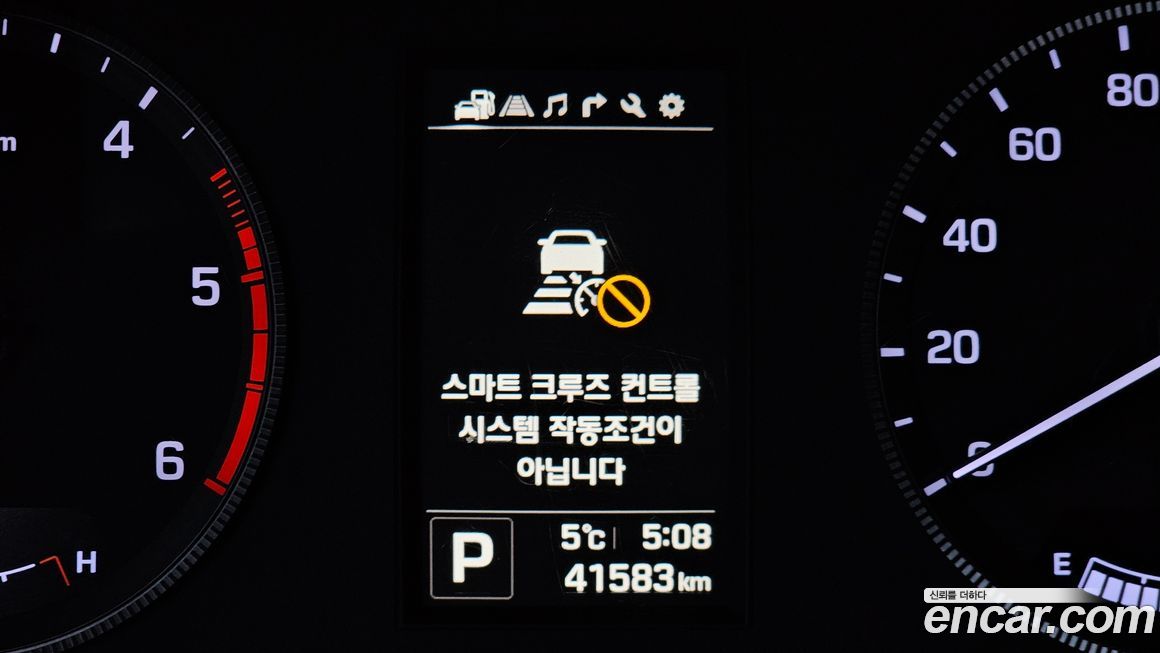 4
5
6
H
스마트 크루즈 컨트롤
시스템 작동조건이
아닙니다
P
5℃
5:08
41583km
80
60
40
20
0
E
신뢰를 더하다
encar.com